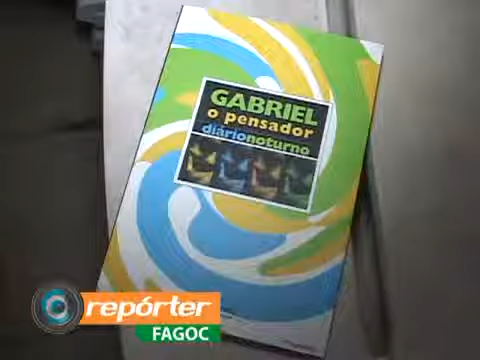 GABRIEL
o pensador
diárionoturno
repórter
FAGOC